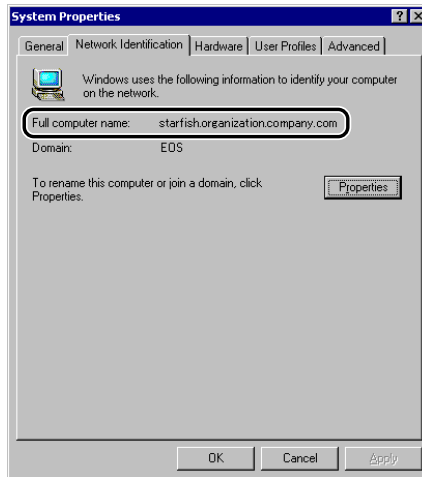 System Properties
General Network Identification Hardware User Profiles Advanced
Windows uses the following information to identify your computer
on the network.
Full computer name: starfish.organization.company.com
Domain: EOS
To rename this computer or join a domain, click
Properties.
Properties
OK Cancel Apply